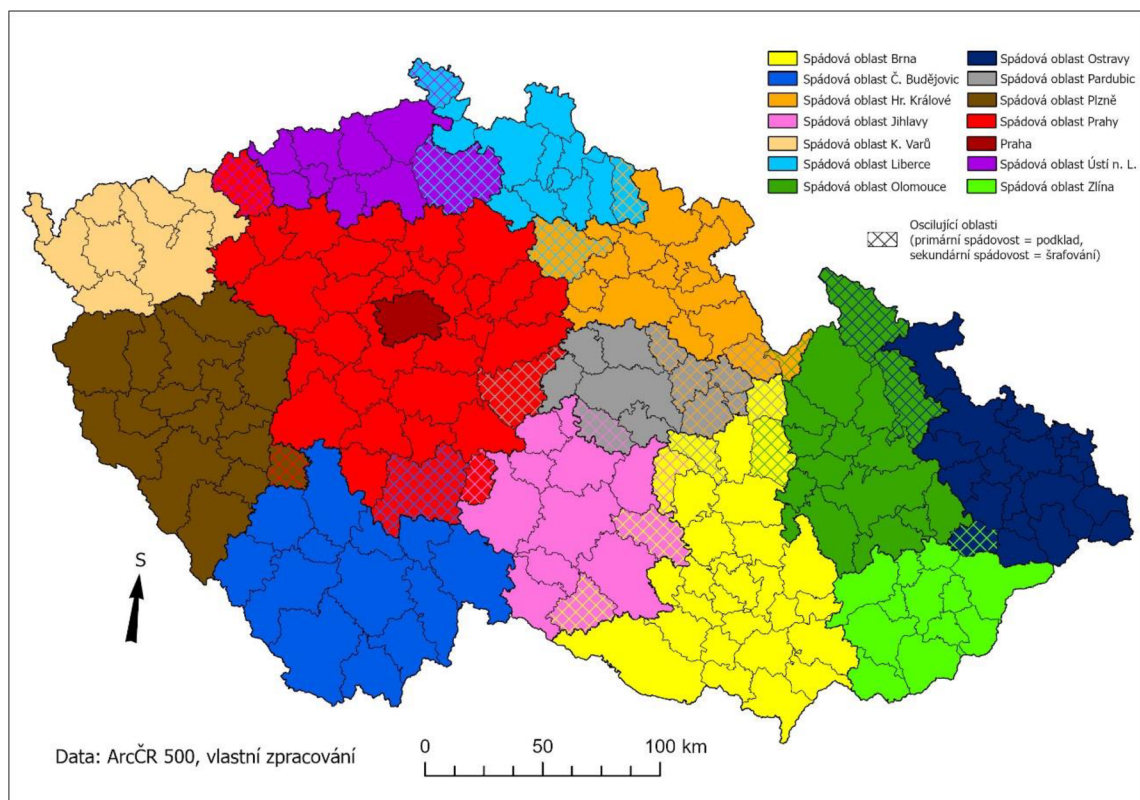 Spádová oblast Brna
Spádová oblast Č. Budějovic
Spádová oblast Hr. Králové
Spádová oblast Jihlavy
Spádová oblast K. Varů
Spádová oblast Liberce
Spádová oblast Olomouce
Spádová oblast Ostravy
Spádová oblast Pardubic
Spádová oblast Plzně
Spádová oblast Prahy
Praha
Spádová oblast Ústí n. L.
Spádová oblast Zlína
Oscilující oblasti
(primární spádovost = podklad,
sekundární spádovost = šrafování)
S
Data: ArcČR 500, vlastní zpracování
0 50 100 km